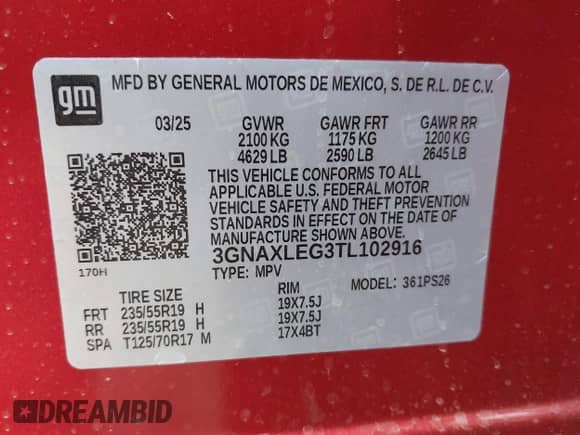 gm
MFD BY GENERAL MOTORS DE MEXICO, S. DE R.L. DE C.V.
03/25 GVWR GAWR FRT GAWR RR
2100 KG 1175 KG 1200 KG
4629 LB 2590 LB 2645 LB
THIS VEHICLE CONFORMS TO ALL
APPLICABLE U.S. FEDERAL MOTOR
VEHICLE SAFETY AND THEFT PREVENTION
STANDARDS IN EFFECT ON THE DATE OF
MANUFACTURE SHOWN ABOVE.
3GNAXLEG3TL102916
170H
TYPE: MPV MODEL: 361PS26
TIRE SIZE RIM
FRT 235/55R19 H 19X7.5J
RR 235/55R19 H 19X7.5J
SPA T125/70R17 M 17X4BT
DREAMBID